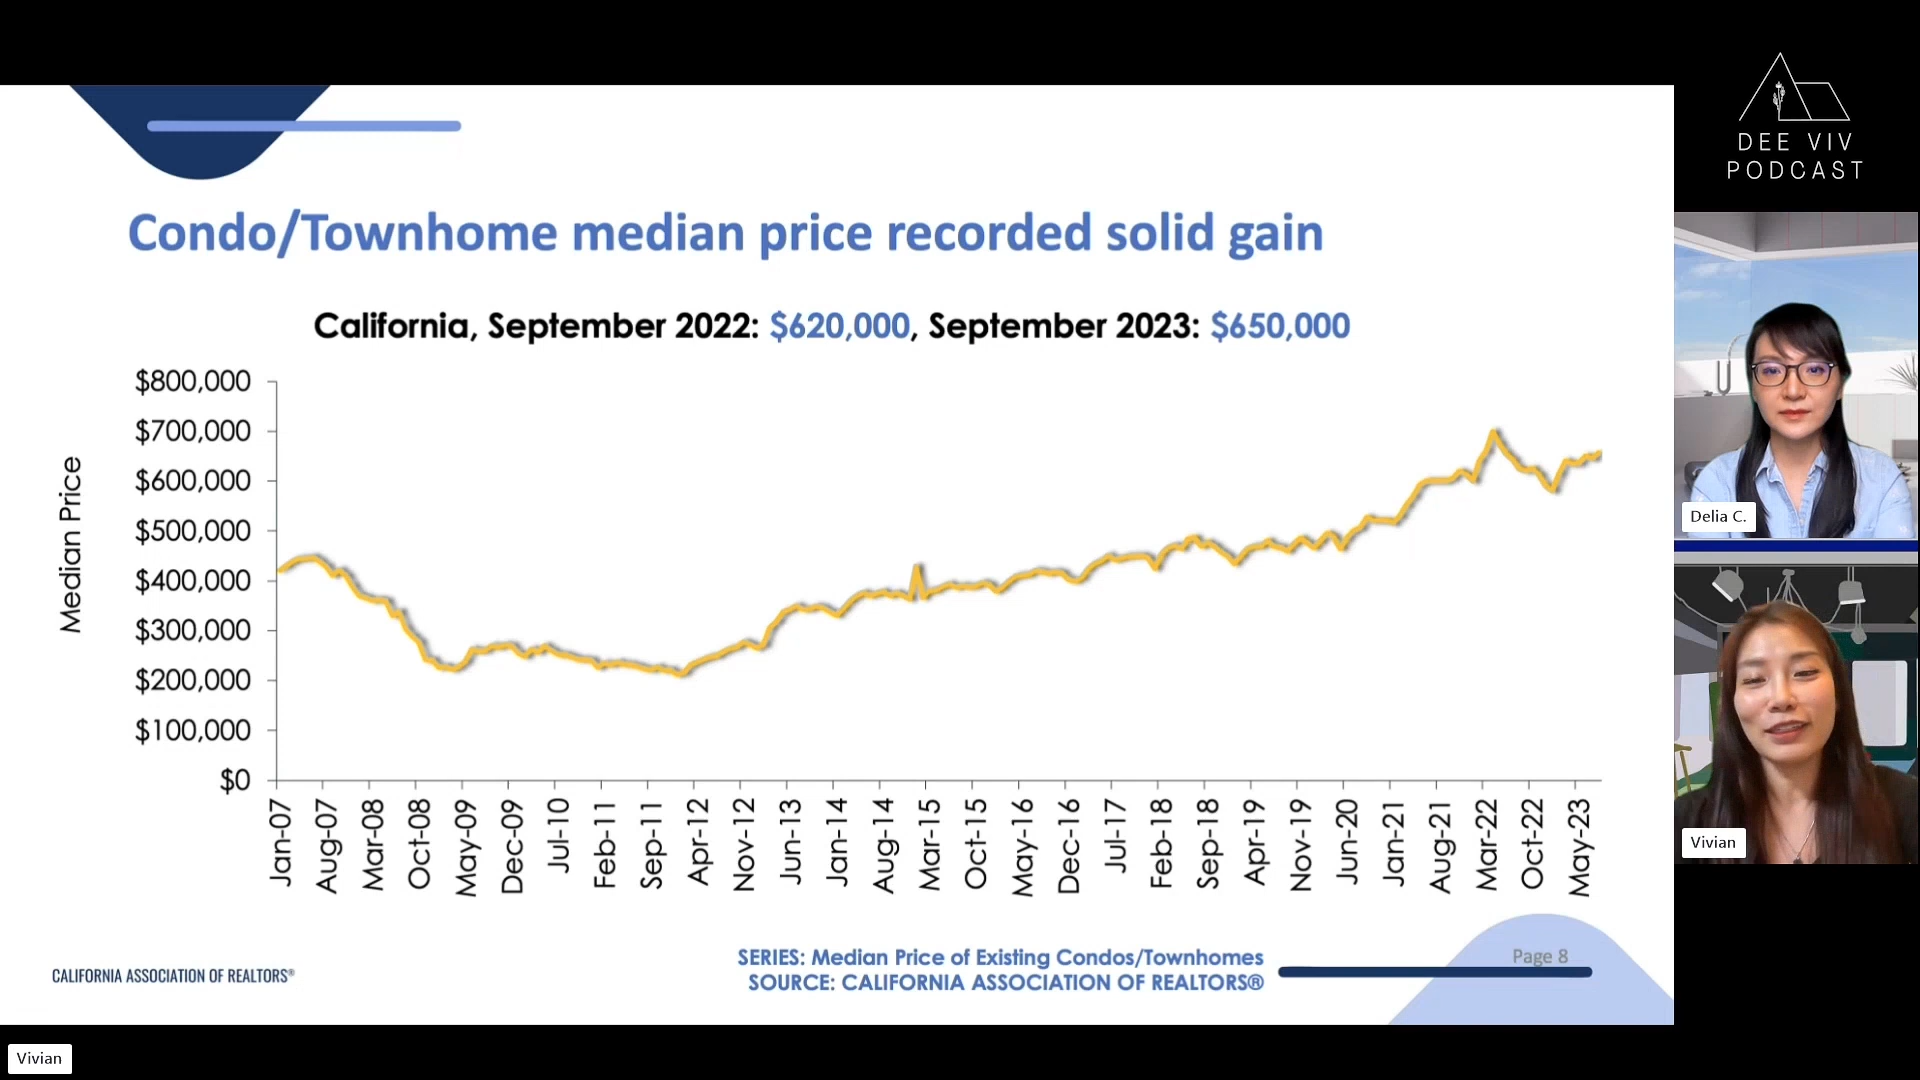 DEE VIV
PODCAST
Condo/Townhome median price recorded solid gain
California, September 2022: $620,000, September 2023: $650,000
Median Price
$800,000
$700,000
$600,000
$500,000
$400,000
$300,000
$200,000
$100,000
$0
Jan-07
Aug-07
Mar-08
Oct-08
May-09
Dec-09
Jul-10
Feb-11
Sep-11
Apr-12
Nov-12
Jun-13
Jan-14
Aug-14
Mar-15
Oct-15
May-16
Dec-16
Jul-17
Feb-18
Sep-18
Apr-19
Nov-19
Jun-20
Jan-21
Aug-21
Mar-22
Oct-22
May-23
Delia C.
Vivian
CALIFORNIA ASSOCIATION OF REALTORS®
SERIES: Median Price of Existing Condos/Townhomes
SOURCE: CALIFORNIA ASSOCIATION OF REALTORS®
Page 8
Vivian